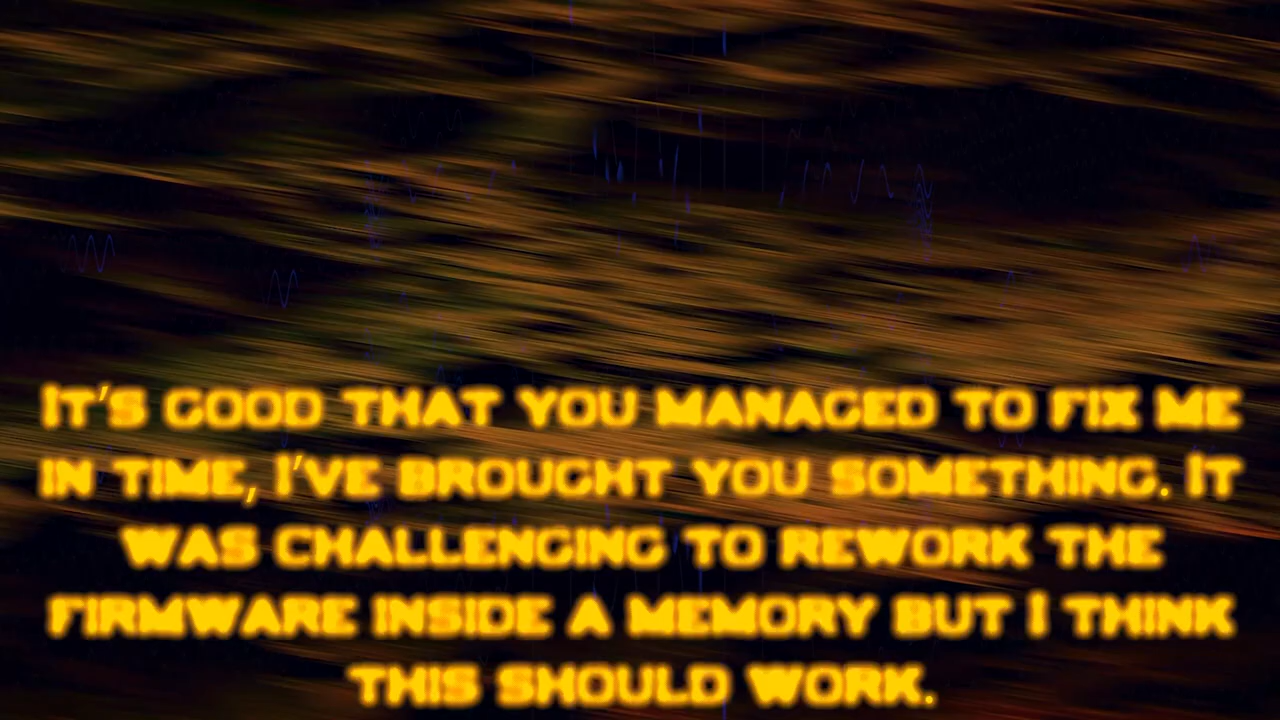 It's good that you managed to fix me
in time, I've brought you something. It
was challenging to rework the
firmware inside a memory but I think
this should work.